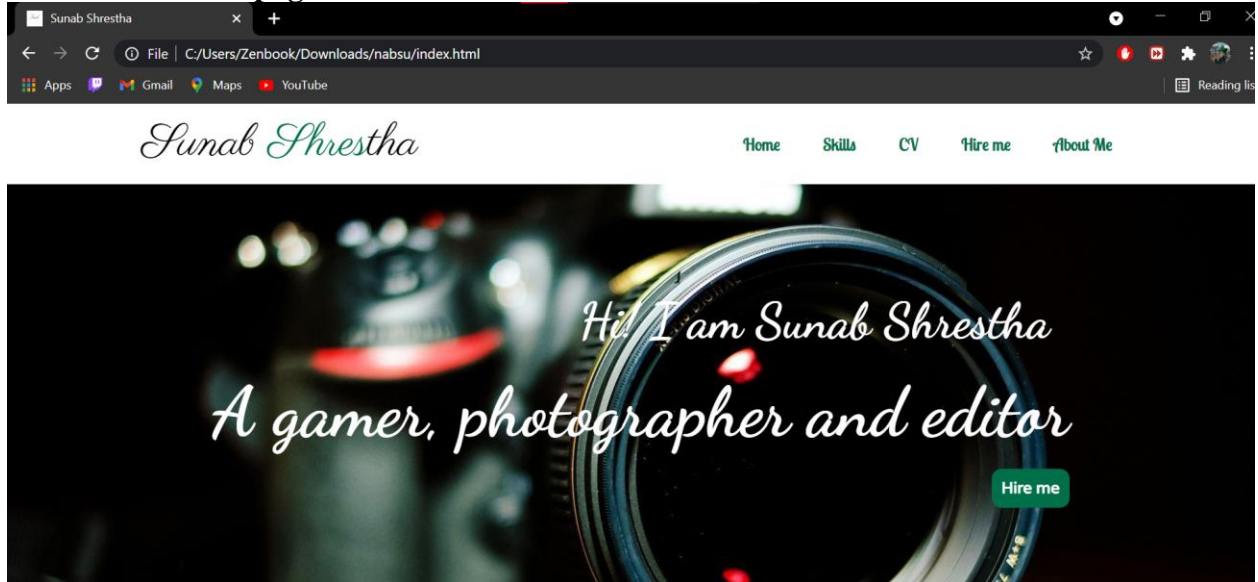 Sunab Shrestha
File C:/Users/Zenbook/Downloads/nabsu/index.html
Apps Gmail Maps YouTube Reading lis
Sunab Shrestha Home Skills CV Hire me About Me
Hi! I am Sunab Shrestha
A gamer, photographer and editor
Hire me
B+W